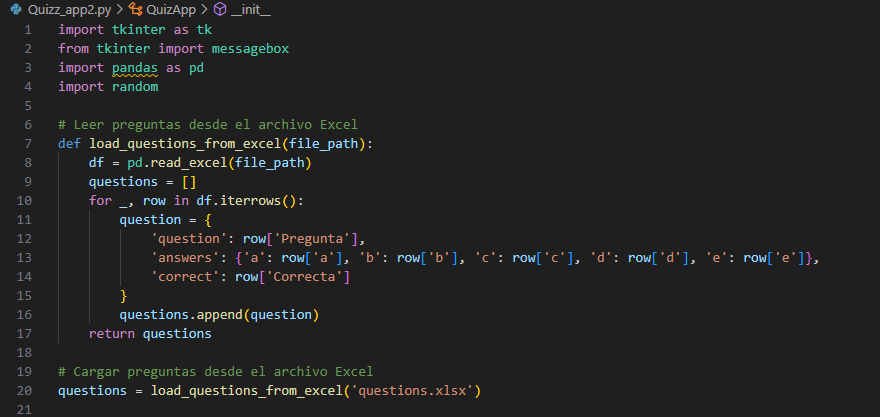 Quizz_app2.py > QuizApp > __init__
1 import tkinter as tk
2 from tkinter import messagebox
3 import pandas as pd
4 import random
5
6 # Leer preguntas desde el archivo Excel
7 def load_questions_from_excel(file_path):
8     df = pd.read_excel(file_path)
9     questions = []
10     for _, row in df.iterrows():
11         question = {
12             'question': row['Pregunta'],
13             'answers': {'a': row['a'], 'b': row['b'], 'c': row['c'], 'd': row['d'], 'e': row['e']},
14             'correct': row['Correcta']
15         }
16         questions.append(question)
17     return questions
18
19 # Cargar preguntas desde el archivo Excel
20 questions = load_questions_from_excel('questions.xlsx')
21